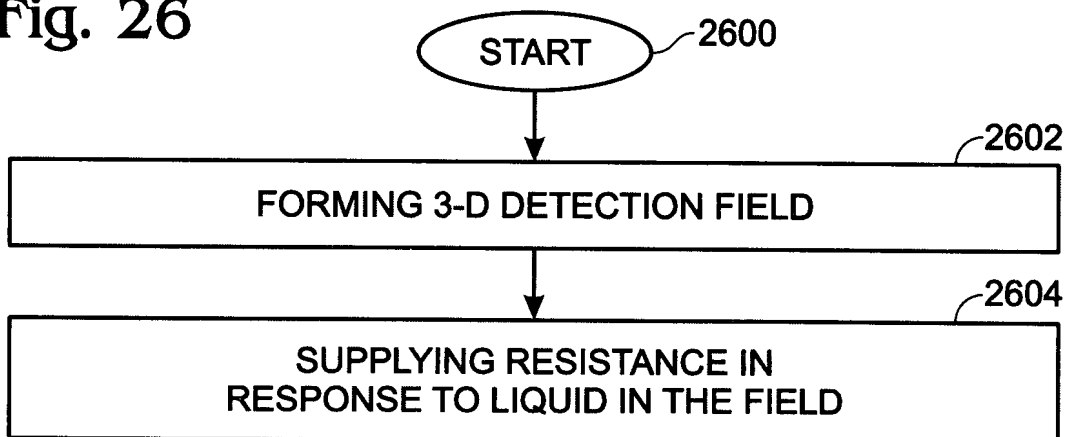 Fig. 26
START
2600
2602
FORMING 3-D DETECTION FIELD
2604
SUPPLYING RESISTANCE IN
RESPONSE TO LIQUID IN THE FIELD